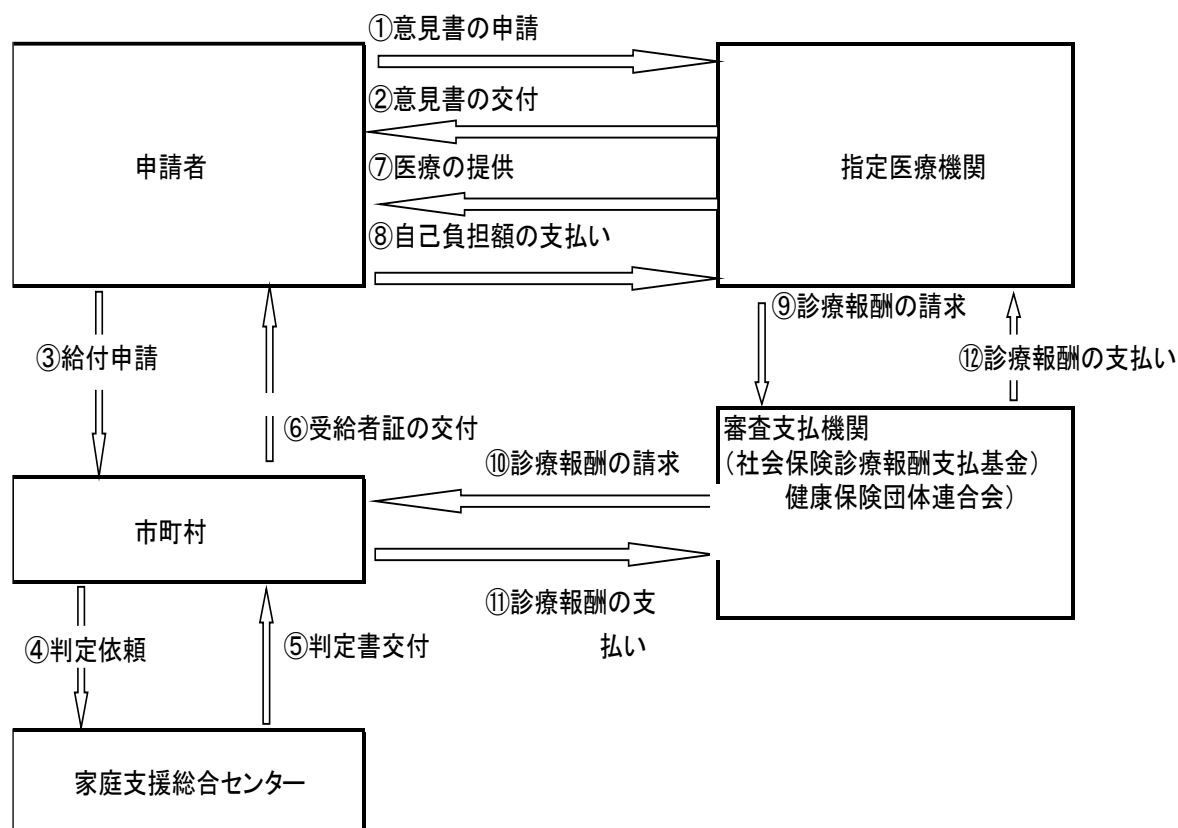 ①意見書の申請
②意見書の交付
申請者
⑦医療の提供
指定医療機関
⑧自己負担額の支払い
⑨診療報酬の請求
③給付申請
⑫診療報酬の支払い
⑥受給者証の交付
審査支払機関
(社会保険診療報酬支払基金)
健康保険団体連合会)
⑩診療報酬の請求
市町村
⑪診療報酬の支
払い
④判定依頼
⑤判定書交付
家庭支援総合センター